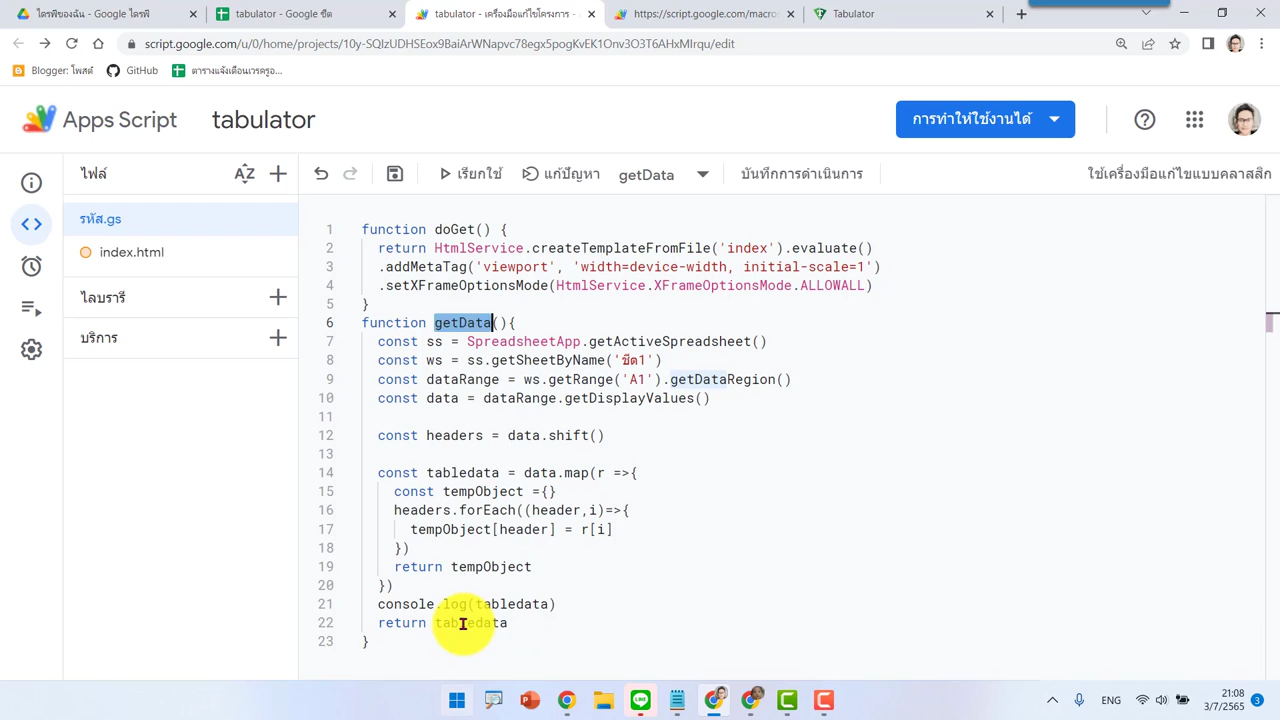 ไดรฟ์ของฉัน - Google ไดรฟ์
tabulator - Google ชีต
tabulator - เครื่องมือแก้ไขโครงการ -
https://script.google.com/macros
Tabulator
script.google.com/u/0/home/projects/10y-SQIzUDHSEox9BaiArWNapvc78egx5pogKvEK1Onv3O3T6AHxMIrqu/edit
Blogger: โพสต์
GitHub
ตารางแจ้งเตือนเวรครูอ...
Apps Script
tabulator
การทำให้ใช้งานได้
ไฟล์
AZ
เรียกใช้
แก้ปัญหา
getData
บันทึกการดำเนินการ
ใช้เครื่องมือแก้ไขแบบคลาสสิก
รหัส.gs
index.html
ไลบรารี
บริการ
1 function doGet() {
2 return HtmlService.createTemplateFromFile('index').evaluate()
3 .addMetaTag('viewport', 'width=device-width, initial-scale=1')
4 .setXFrameOptionsMode(HtmlService.XFrameOptionsMode.ALLOWALL)
5 }
6 function getData(){
7 const ss = SpreadsheetApp.getActiveSpreadsheet()
8 const ws = ss.getSheetByName('ชีต1')
9 const dataRange = ws.getRange('A1').getDataRegion()
10 const data = dataRange.getDisplayValues()
11
12 const headers = data.shift()
13
14 const tabledata = data.map(r =>{
15 const tempObject ={}
16 headers.forEach((header,i)=>{
17 tempObject[header] = r[i]
18 })
19 return tempObject
20 })
21 console.log(tabledata)
22 return tabledata
23 }
ENG
21:08
3/7/2565
3